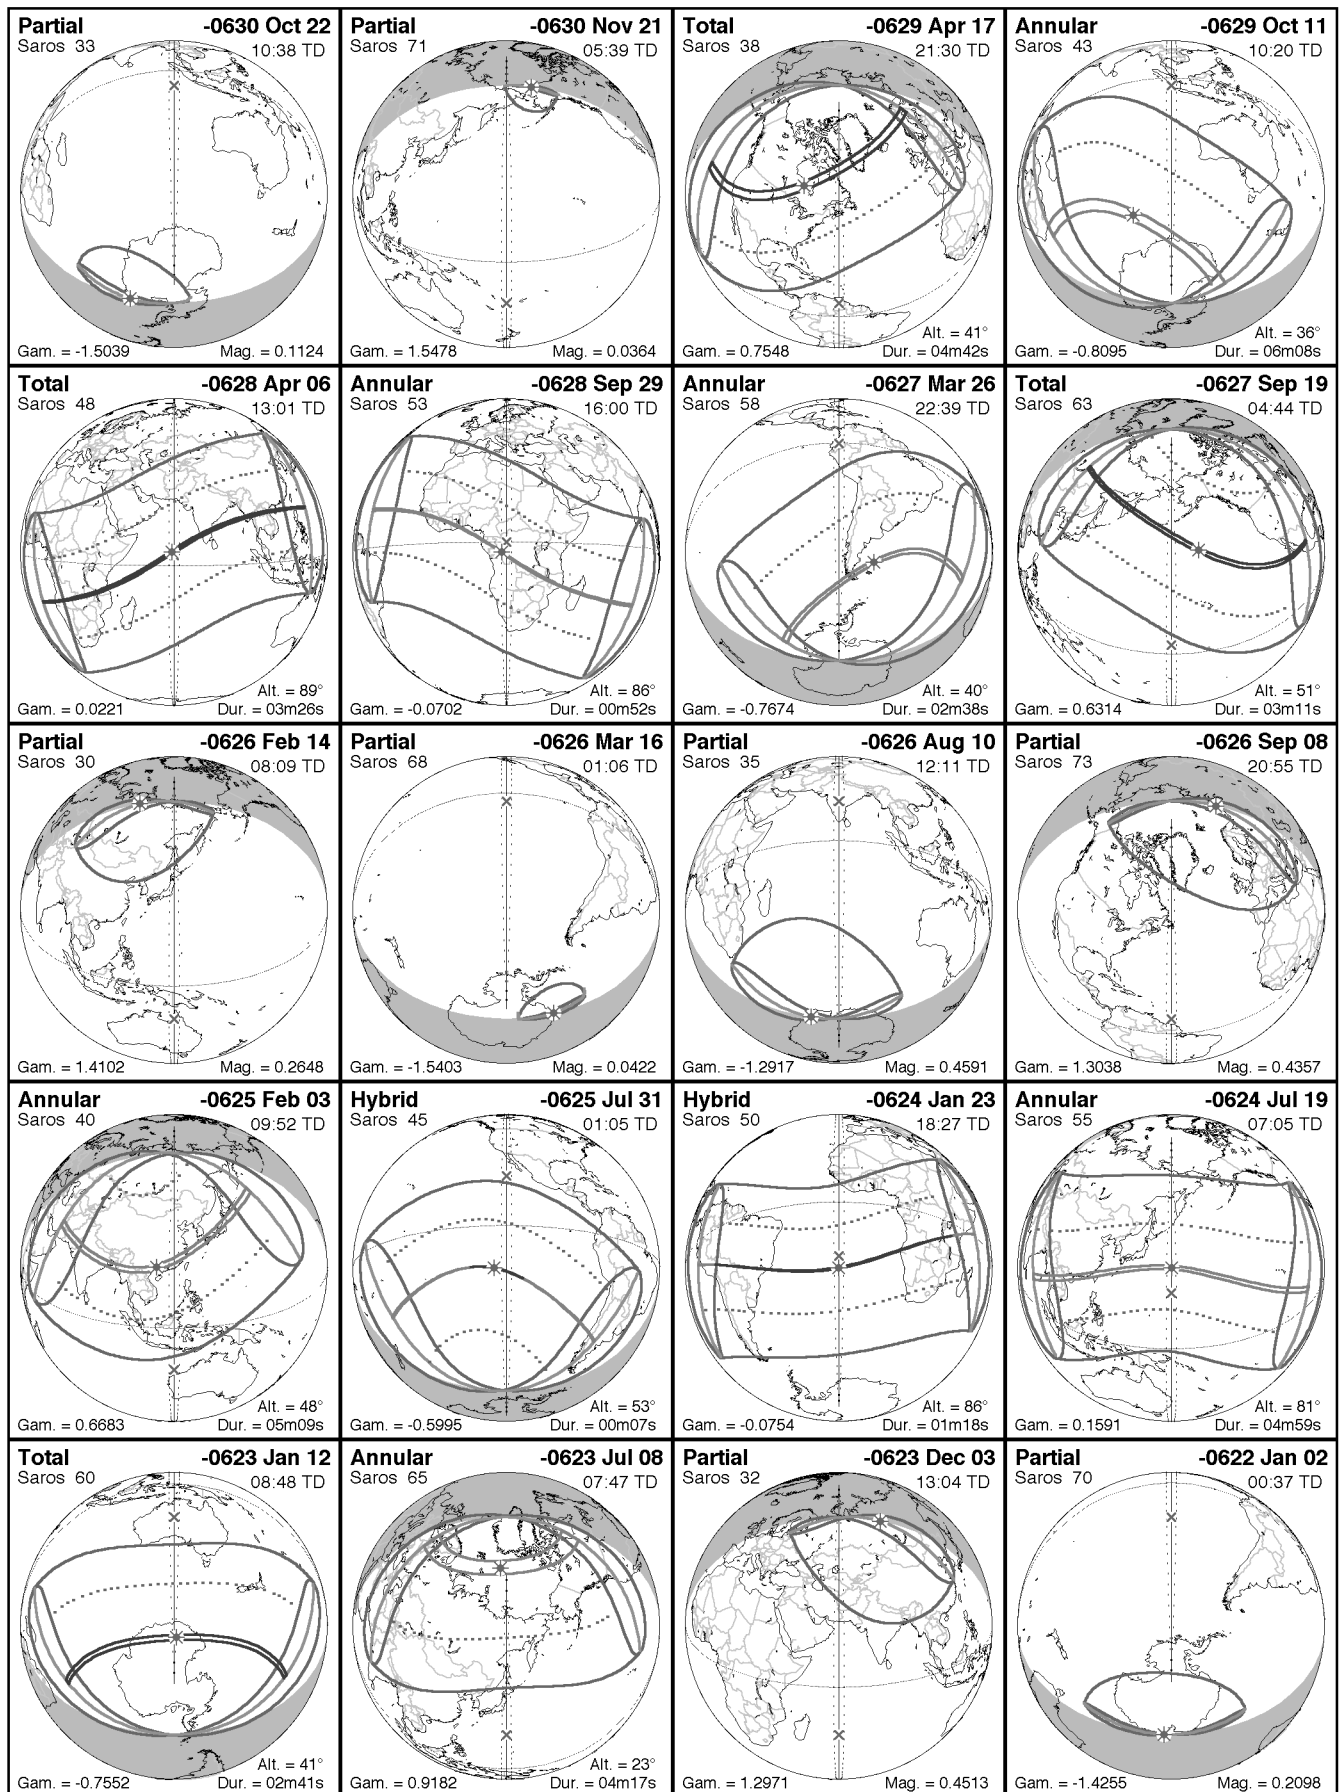 Partial -0630 Oct 22
Saros 33 10:38 TD
Gam. = -1.5039 Mag. = 0.1124
Partial -0630 Nov 21
Saros 71 05:39 TD
Gam. = 1.5478 Mag. = 0.0364
Total -0629 Apr 17
Saros 38 21:30 TD
Alt. = 41°
Gam. = 0.7548 Dur. = 04m42s
Annular -0629 Oct 11
Saros 43 10:20 TD
Alt. = 36°
Gam. = -0.8095 Dur. = 06m08s
Total -0628 Apr 06
Saros 48 13:01 TD
Alt. = 89°
Gam. = 0.0221 Dur. = 03m26s
Annular -0628 Sep 29
Saros 53 16:00 TD
Alt. = 86°
Gam. = -0.0702 Dur. = 00m52s
Annular -0627 Mar 26
Saros 58 22:39 TD
Alt. = 40°
Gam. = -0.7674 Dur. = 02m38s
Total -0627 Sep 19
Saros 63 04:44 TD
Alt. = 51°
Gam. = 0.6314 Dur. = 03m11s
Partial -0626 Feb 14
Saros 30 08:09 TD
Gam. = 1.4102 Mag. = 0.2648
Partial -0626 Mar 16
Saros 68 01:06 TD
Gam. = -1.5403 Mag. = 0.0422
Partial -0626 Aug 10
Saros 35 12:11 TD
Gam. = -1.2917 Mag. = 0.4591
Partial -0626 Sep 08
Saros 73 20:55 TD
Gam. = 1.3038 Mag. = 0.4357
Annular -0625 Feb 03
Saros 40 09:52 TD
Alt. = 48°
Gam. = 0.6683 Dur. = 05m09s
Hybrid -0625 Jul 31
Saros 45 01:05 TD
Alt. = 53°
Gam. = -0.5995 Dur. = 00m07s
Hybrid -0624 Jan 23
Saros 50 18:27 TD
Alt. = 86°
Gam. = -0.0754 Dur. = 01m18s
Annular -0624 Jul 19
Saros 55 07:05 TD
Alt. = 81°
Gam. = 0.1591 Dur. = 04m59s
Total -0623 Jan 12
Saros 60 08:48 TD
Alt. = 41°
Gam. = -0.7552 Dur. = 02m41s
Annular -0623 Jul 08
Saros 65 07:47 TD
Alt. = 23°
Gam. = 0.9182 Dur. = 04m17s
Partial -0623 Dec 03
Saros 32 13:04 TD
Gam. = 1.2971 Mag. = 0.4513
Partial -0622 Jan 02
Saros 70 00:37 TD
Gam. = -1.4255 Mag. = 0.2098